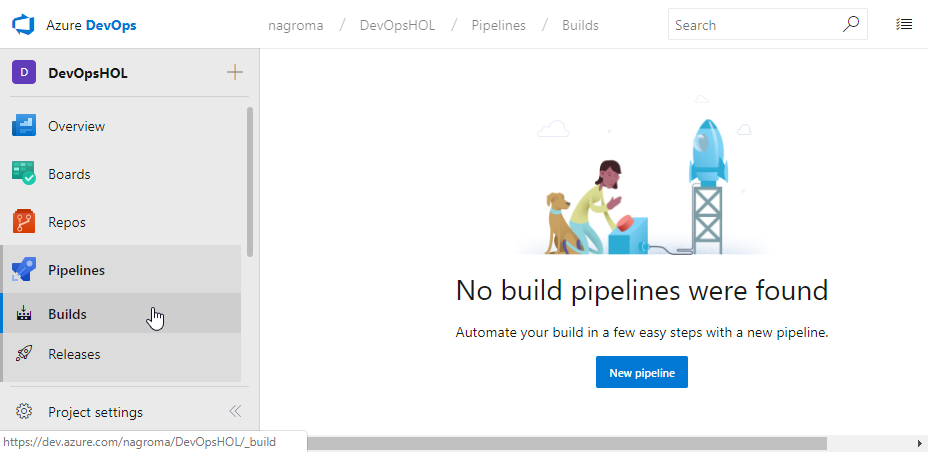 Azure DevOps
nagroma / DevOpsHOL / Pipelines / Builds
Search
D DevOpsHOL
Overview
Boards
Repos
Pipelines
Builds
Releases
Project settings
https://dev.azure.com/nagroma/DevOpsHOL/_build
No build pipelines were found
Automate your build in a few easy steps with a new pipeline.
New pipeline